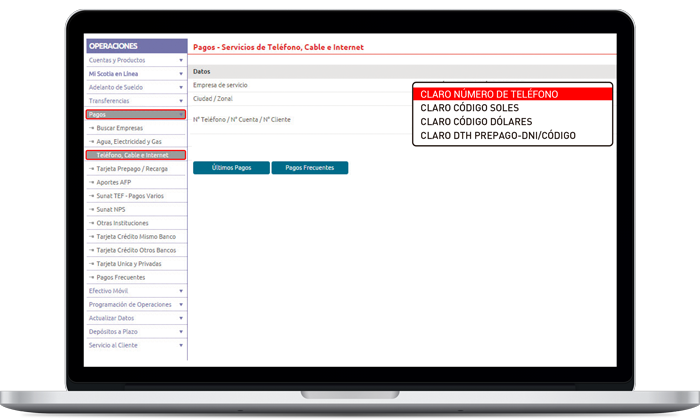 OPERACIONES
Cuentas y Productos
Mi Scotia en Línea
Adelanto de Sueldo
Transferencias
Pagos
Buscar Empresas
Agua, Electricidad y Gas
Teléfono, Cable e Internet
Tarjeta Prepago / Recarga
Aportes AFP
Sunat TEF - Pagos Varios
Sunat NPS
Otras Instituciones
Tarjeta Crédito Mismo Banco
Tarjeta Crédito Otros Bancos
Tarjeta Unica y Privadas
Pagos Frecuentes
Efectivo Móvil
Programación de Operaciones
Actualizar Datos
Depósitos a Plazo
Servicio al Cliente
Pagos - Servicios de Teléfono, Cable e Internet
Datos
Empresa de servicio
Ciudad / Zonal
N° Teléfono / N° Cuenta / N° Cliente
CLARO NÚMERO DE TELÉFONO
CLARO CÓDIGO SOLES
CLARO CÓDIGO DÓLARES
CLARO DTH PREPAGO-DNI/CÓDIGO
Últimos Pagos
Pagos Frecuentes